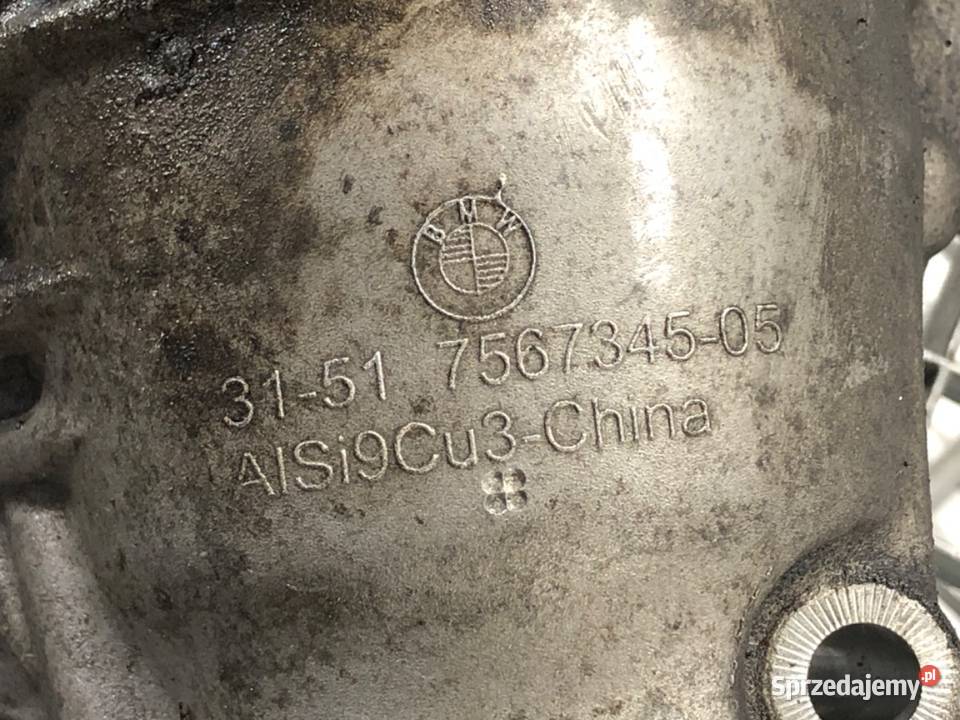 BMW
31-51 7567345-05
AlSi9Cu3-China
Sprzedajemy.pl